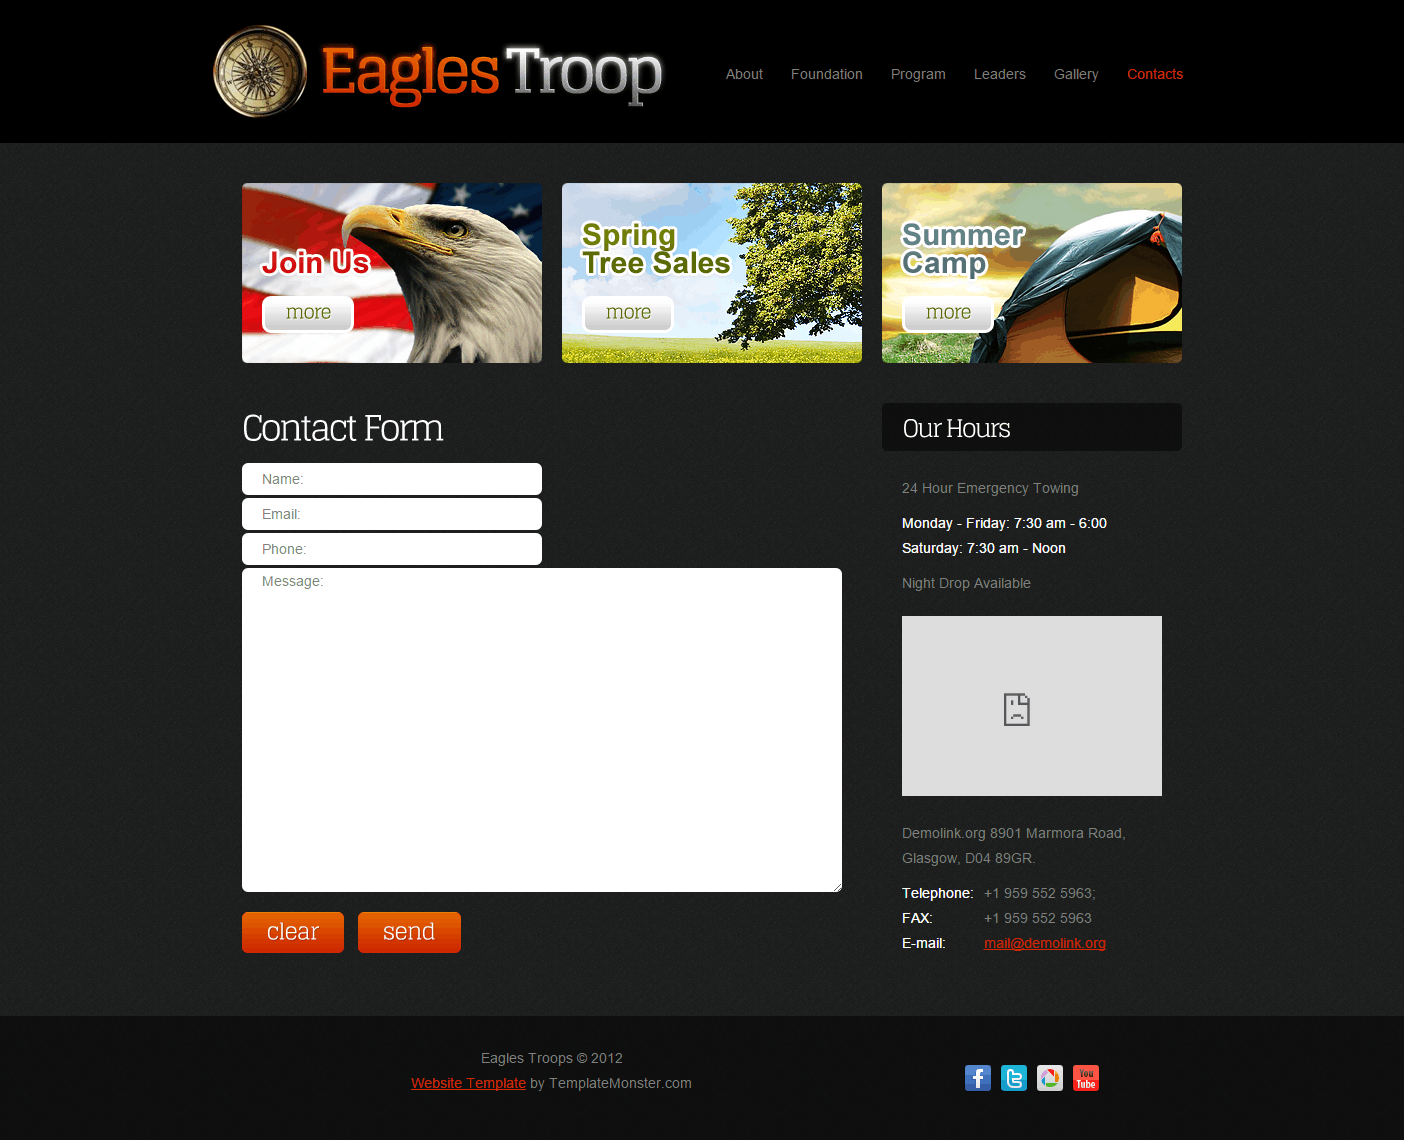 Eagles Troop
About
Foundation
Program
Leaders
Gallery
Contacts
Join Us
more
Spring
Tree Sales
more
Summer
Camp
more
Contact Form
Name:
Email:
Phone:
Message:
clear
send
Our Hours
24 Hour Emergency Towing
Monday - Friday: 7:30 am - 6:00
Saturday: 7:30 am - Noon
Night Drop Available
Demolink.org 8901 Marmora Road,
Glasgow, D04 89GR.
Telephone: +1 959 552 5963;
FAX: +1 959 552 5963
E-mail: mail@demolink.org
Eagles Troops © 2012
Website Template by TemplateMonster.com
You
Tube